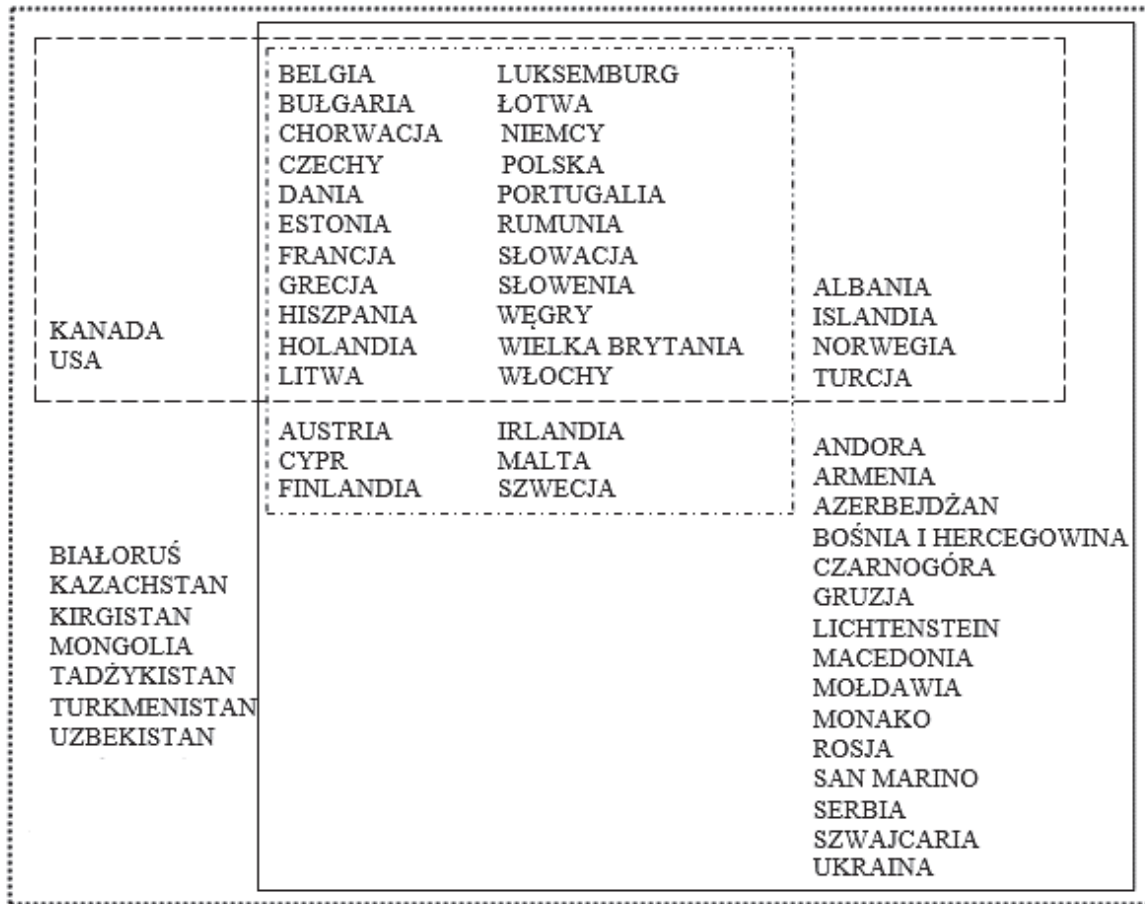 BELGIA LUKSEMBURG
BUŁGARIA ŁOTWA
CHORWACJA NIEMCY
CZECHY POLSKA
DANIA PORTUGALIA
ESTONIA RUMUNIA
FRANCJA SŁOWACJA
GRECJA SŁOWENIA
HISZPANIA WĘGRY
HOLANDIA WIELKA BRYTANIA
LITWA WŁOCHY
KANADA
USA
ALBANIA
ISLANDIA
NORWEGIA
TURCJA
AUSTRIA IRLANDIA
CYPR MALTA
FINLANDIA SZWECJA
BIAŁORUŚ
KAZACHSTAN
KIRGISTAN
MONGOLIA
TADŻYKISTAN
TURKMENISTAN
UZBEKISTAN
ANDORA
ARMENIA
AZERBEJDŻAN
BOŚNIA I HERCEGOWINA
CZARNOGÓRA
GRUZJA
LICHTENSTEIN
MACEDONIA
MOŁDAWIA
MONAKO
ROSJA
SAN MARINO
SERBIA
SZWAJCARIA
UKRAINA